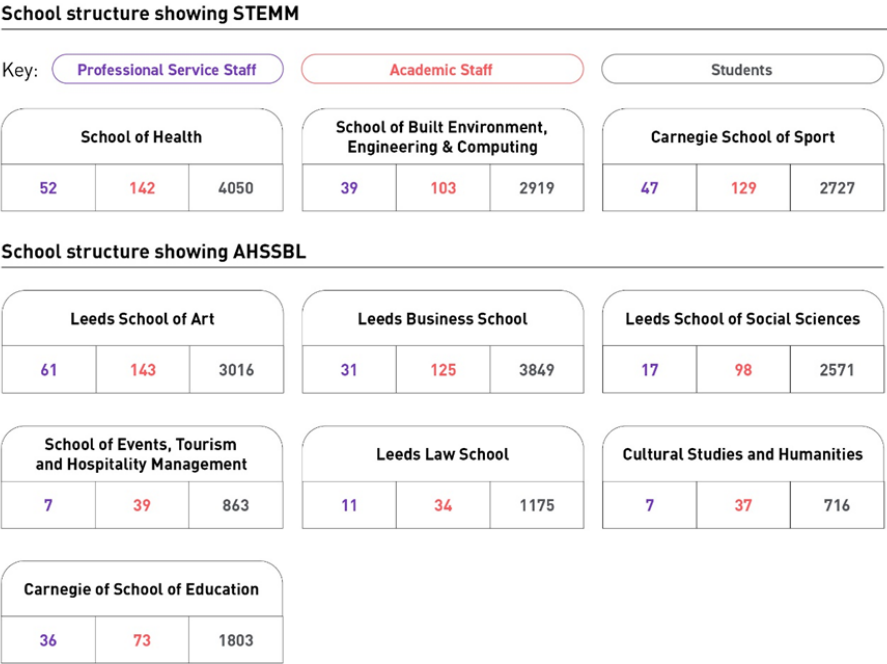 School structure showing STEMM
Key: Professional Service Staff Academic Staff Students
School of Health
52 142 4050
School of Built Environment,
Engineering & Computing
39 103 2919
Carnegie School of Sport
47 129 2727
School structure showing AHSSBL
Leeds School of Art
61 143 3016
Leeds Business School
31 125 3849
Leeds School of Social Sciences
17 98 2571
School of Events, Tourism
and Hospitality Management
7 39 863
Leeds Law School
11 34 1175
Cultural Studies and Humanities
7 37 716
Carnegie of School of Education
36 73 1803